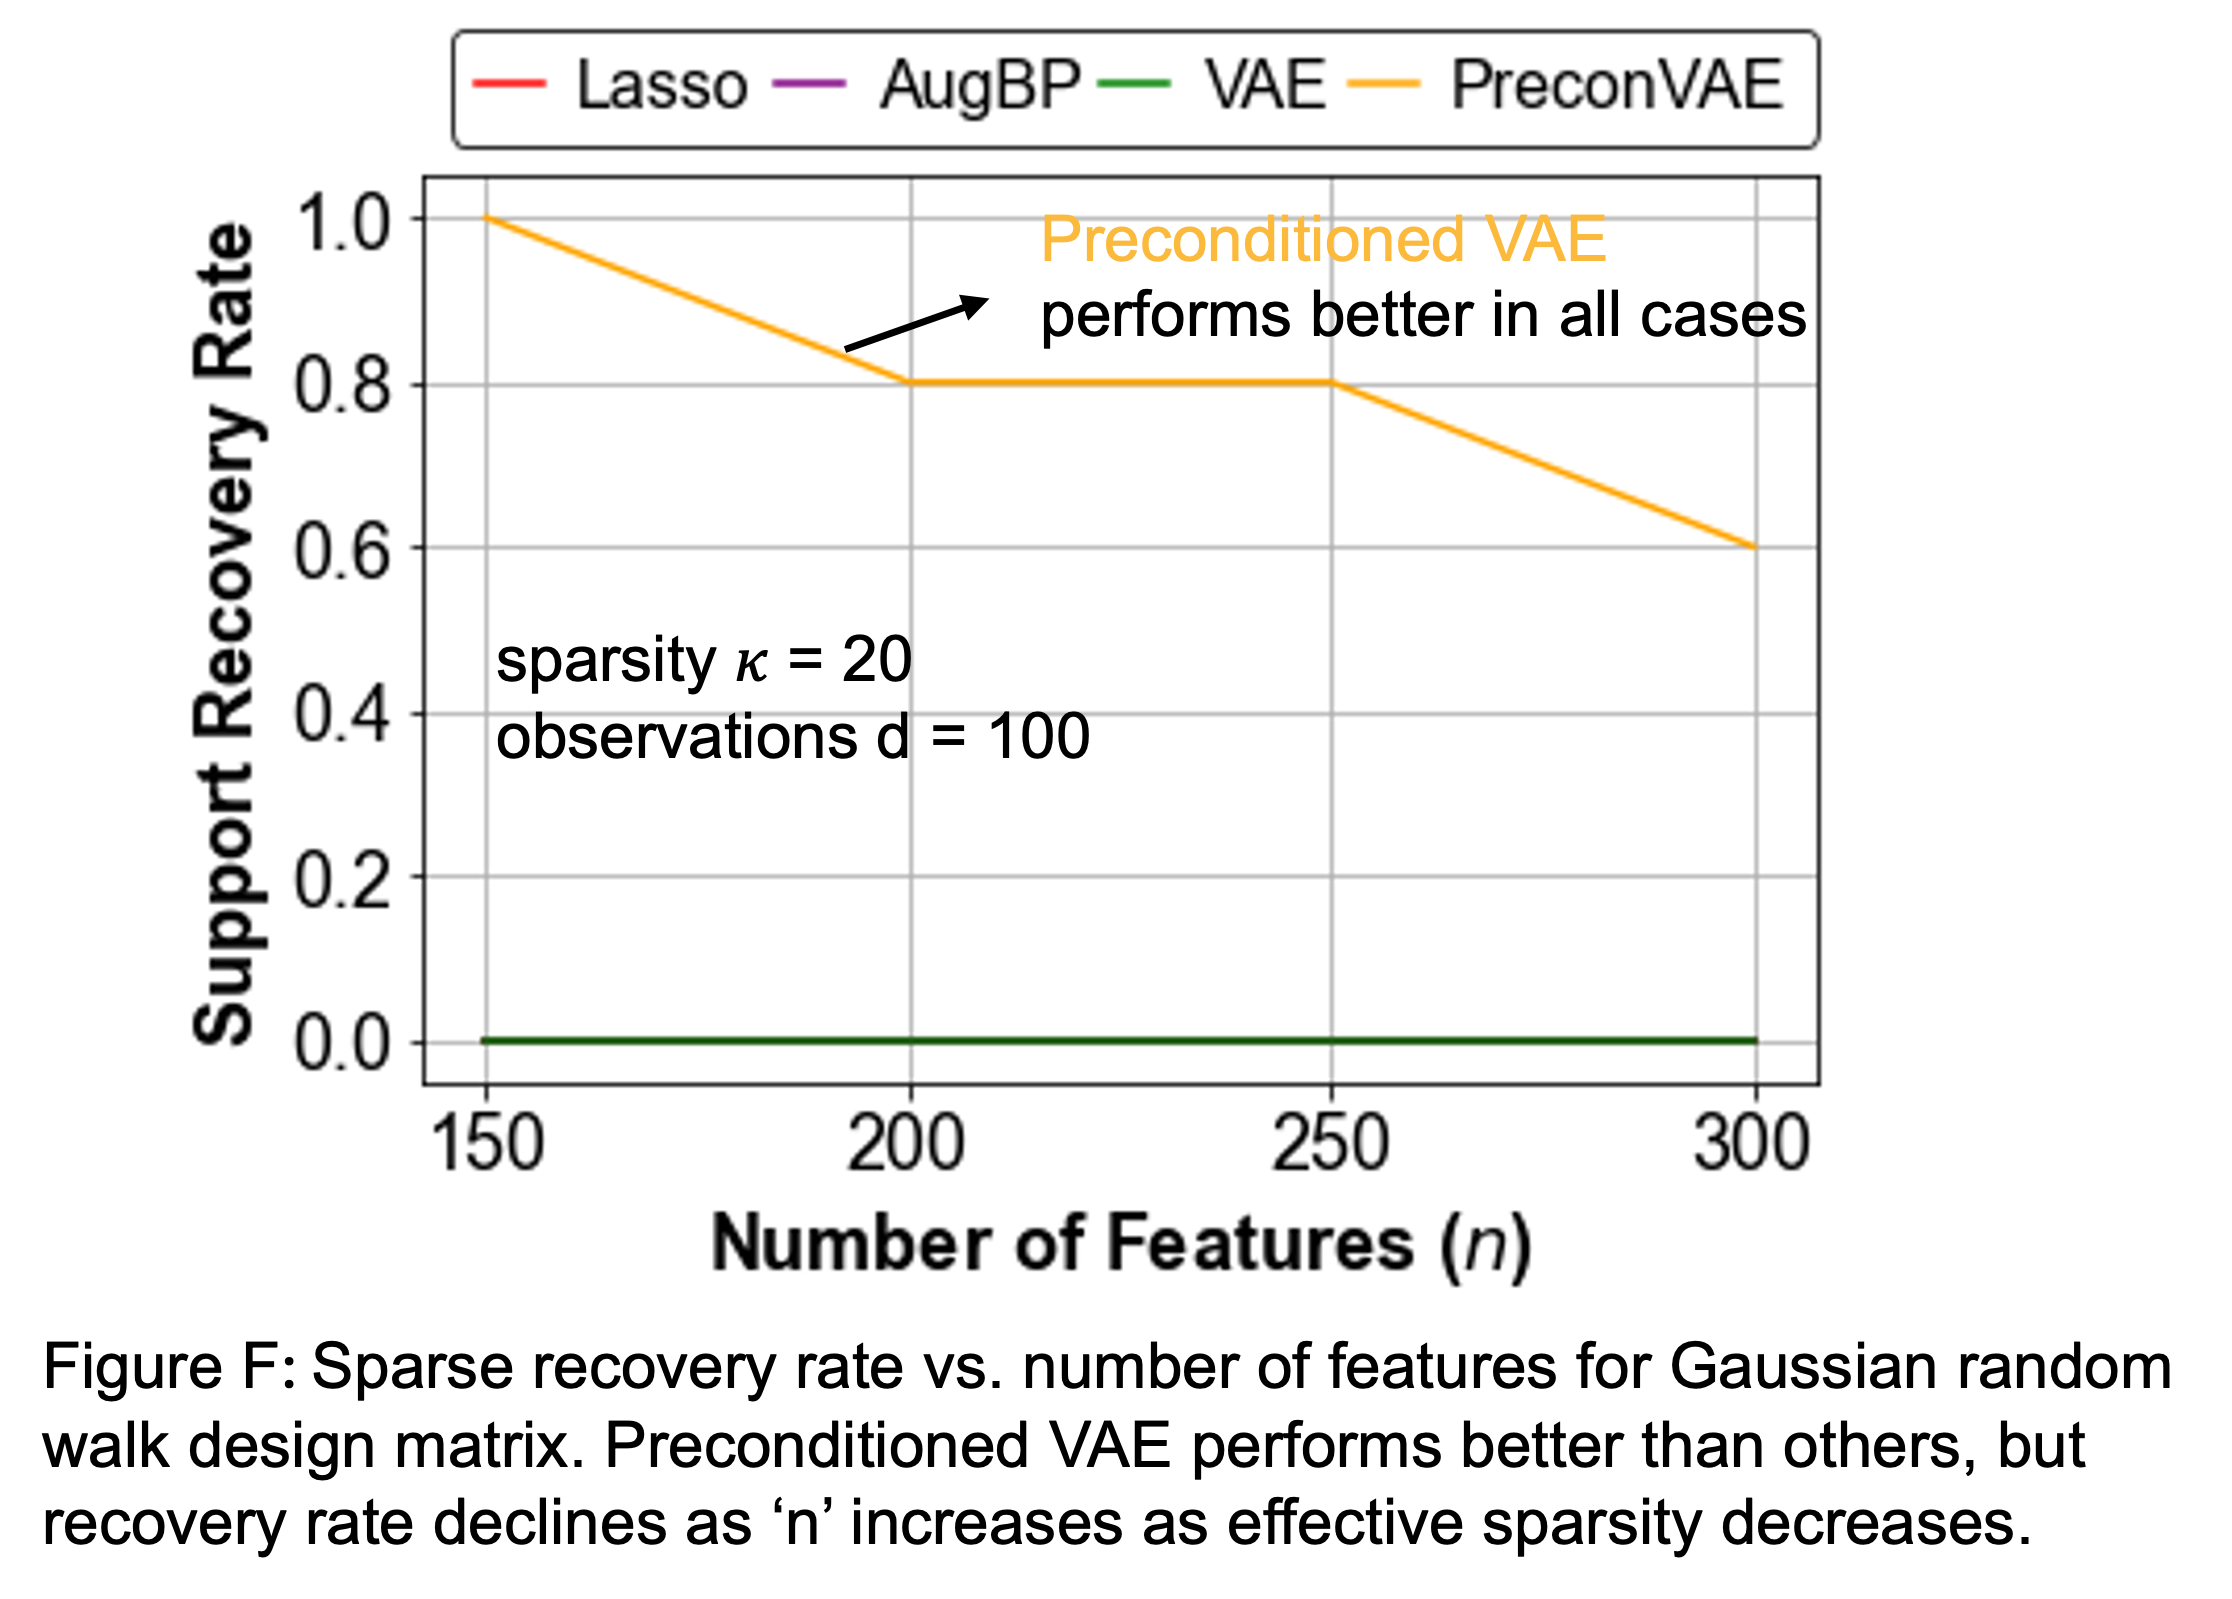 Lasso AugBP VAE PreconVAE
Support Recovery Rate
1.0
0.8
0.6
0.4
0.2
0.0
Preconditioned VAE
performs better in all cases
sparsity κ = 20
observations d = 100
150 200 250 300
Number of Features (n)
Figure F: Sparse recovery rate vs. number of features for Gaussian random
walk design matrix. Preconditioned VAE performs better than others, but
recovery rate declines as ‘n’ increases as effective sparsity decreases.